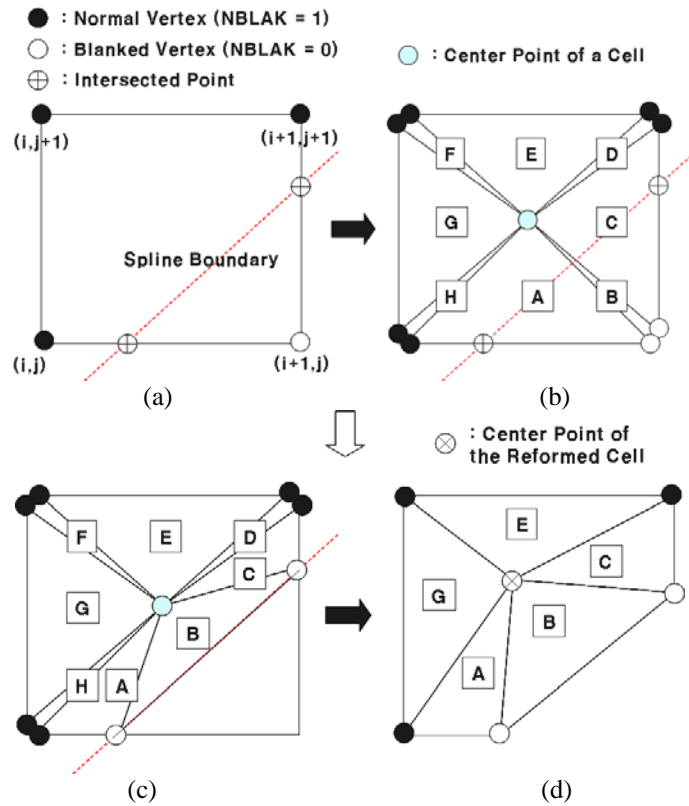 : Normal Vertex (NBLAK = 1)
: Blanked Vertex (NBLAK = 0)
: Intersected Point
: Center Point of a Cell
(i,j+1)
(i+1,j+1)
Spline Boundary
(i,j)
(i+1,j)
F
E
D
G
C
H
A
B
(a)
(b)
: Center Point of
the Reformed Cell
F
E
D
C
G
B
H
A
E
C
G
B
A
(c)
(d)